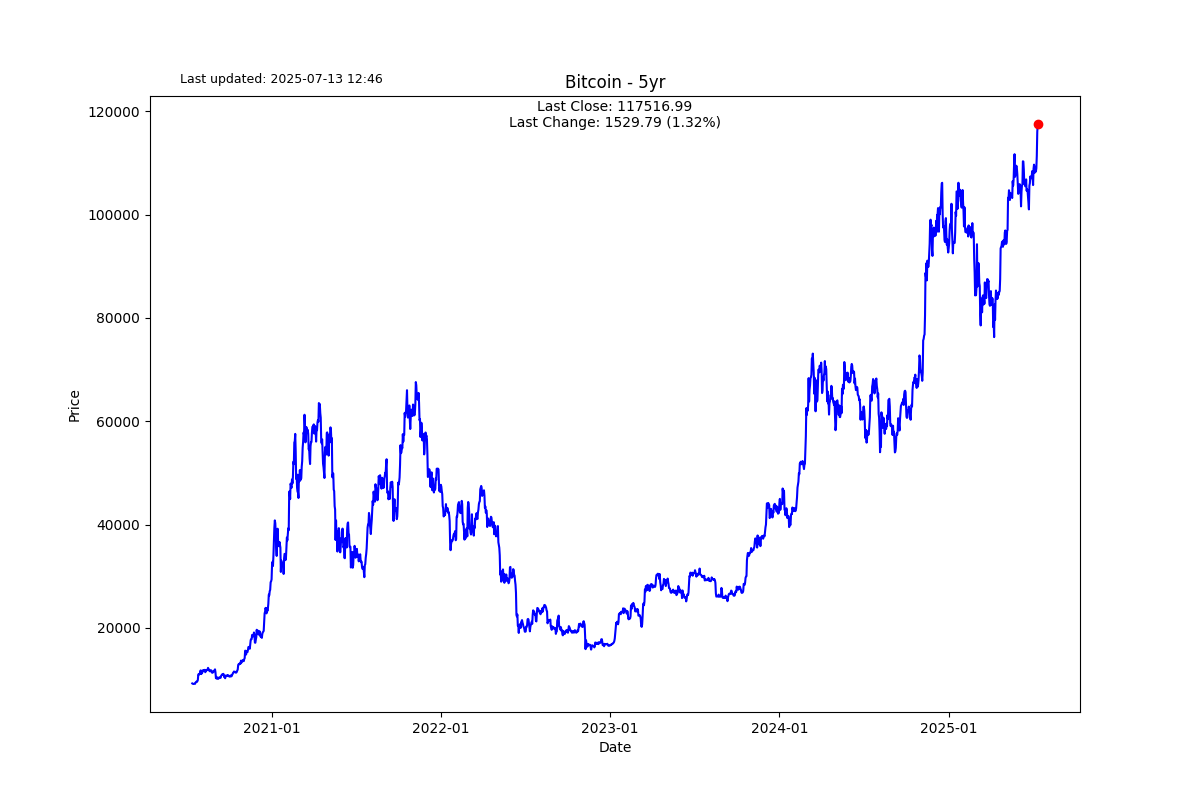 Last updated: 2025-07-13 12:46
Bitcoin - 5yr
Last Close: 117516.99
Last Change: 1529.79 (1.32%)
120000
100000
80000
60000
40000
20000
Price
2021-01
2022-01
2023-01
2024-01
2025-01
Date